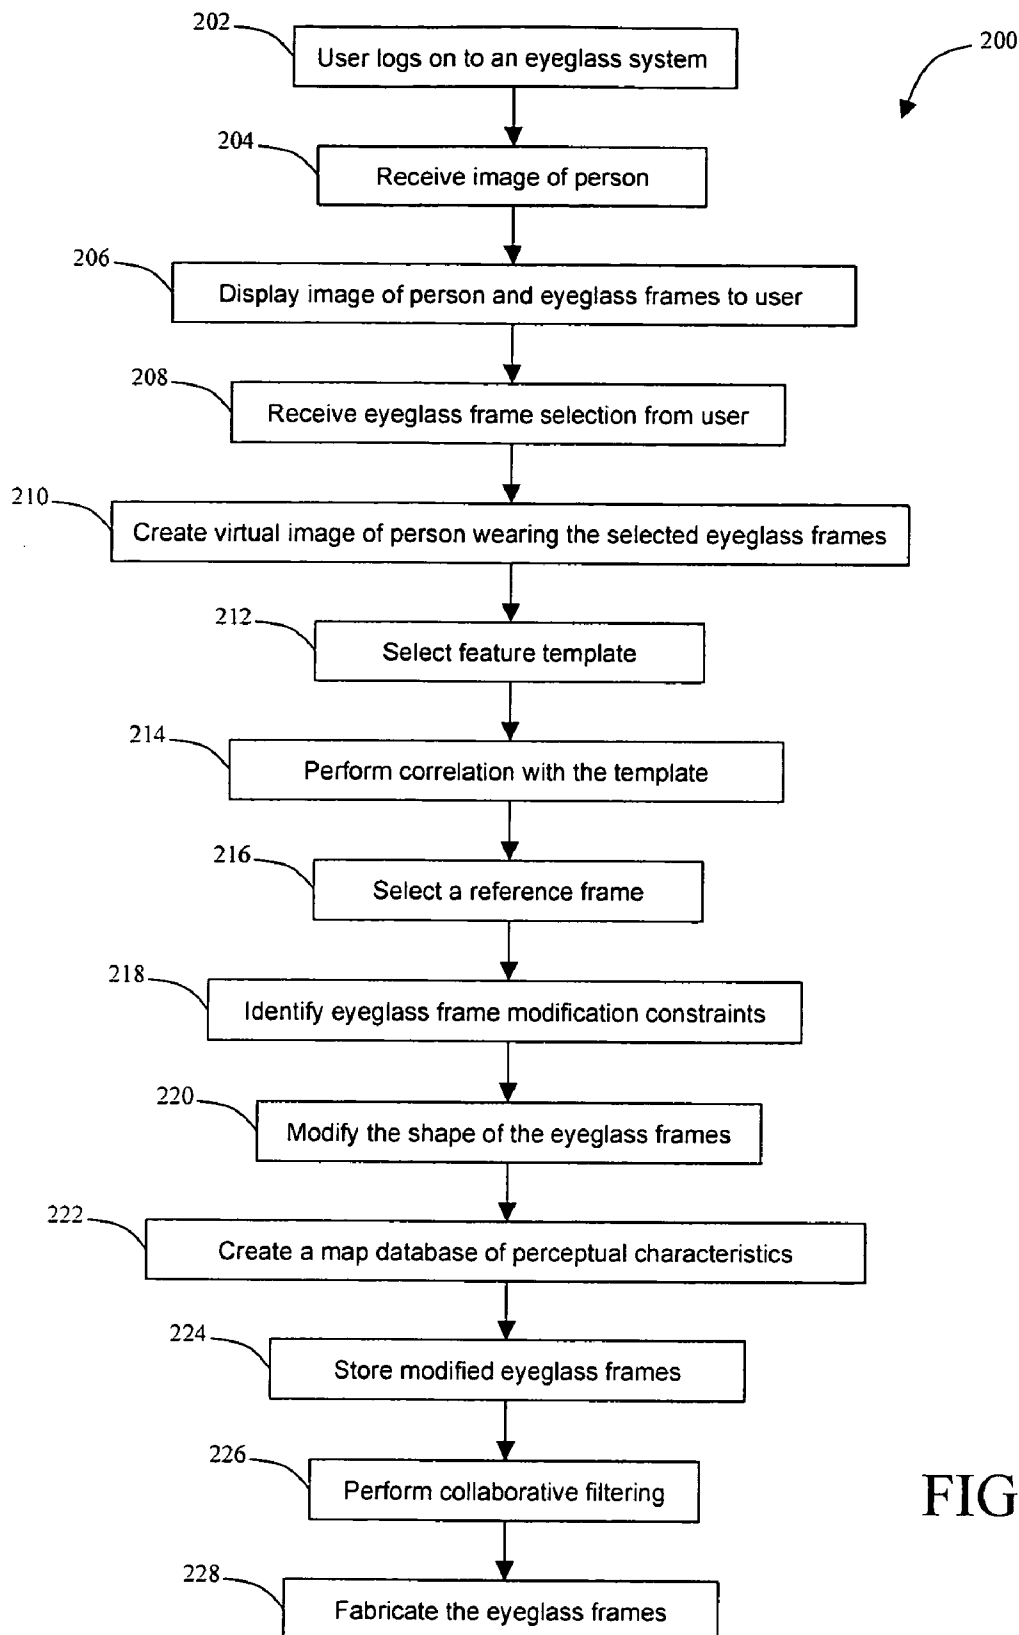 202
User logs on to an eyeglass system
200
204
Receive image of person
206
Display image of person and eyeglass frames to user
208
Receive eyeglass frame selection from user
210
Create virtual image of person wearing the selected eyeglass frames
212
Select feature template
214
Perform correlation with the template
216
Select a reference frame
218
Identify eyeglass frame modification constraints
220
Modify the shape of the eyeglass frames
222
Create a map database of perceptual characteristics
224
Store modified eyeglass frames
226
Perform collaborative filtering
FIG
228
Fabricate the eyeglass frames